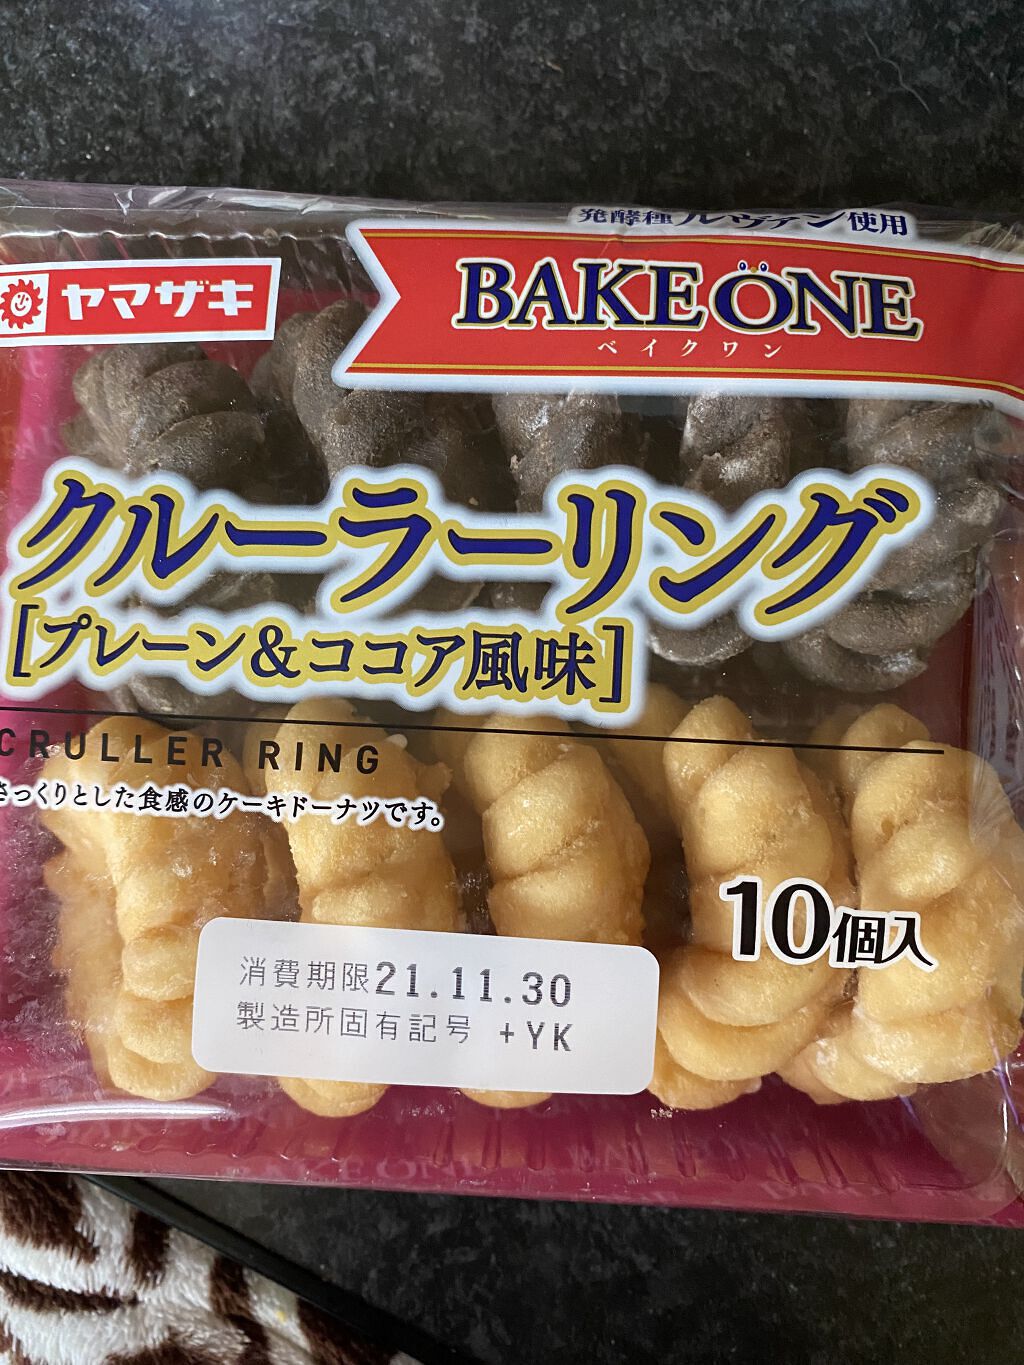 発酵種ルヴァン使用
ヤマザキ
BAKE ONE
ベイクワン
クルーラーリング
[プレーン&ココア風味]
CRULLER RING
さっくりとした食感のケーキドーナツです。
10個入
消費期限21.11.30
製造所固有記号 +YK
BAKE ONE